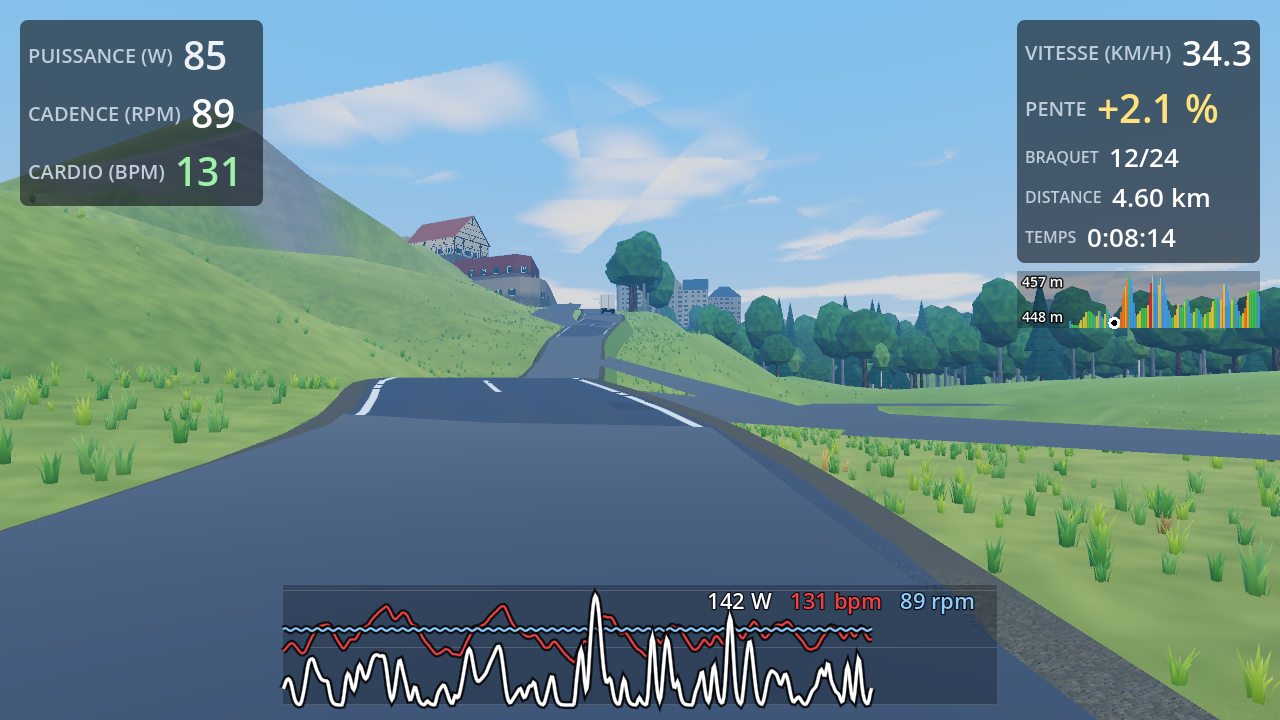 PUISSANCE (W) 85
CADENCE (RPM) 89
CARDIO (BPM) 131
VITESSE (KM/H) 34.3
PENTE +2.1 %
BRAQUET 12/24
DISTANCE 4.60 km
TEMPS 0:08:14
457 m
448 m
142 W 131 bpm 89 rpm